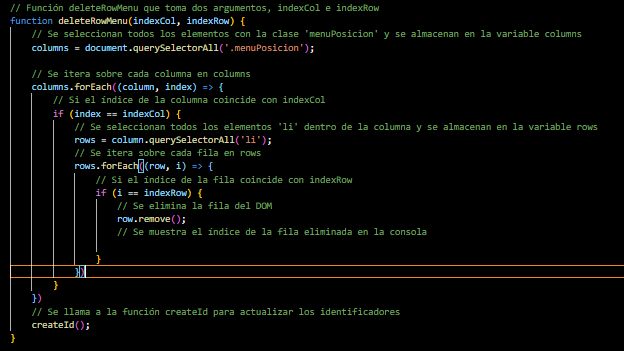 // Función deleteRowMenu que toma dos argumentos, indexCol e indexRow
function deleteRowMenu(indexCol, indexRow) {
// Se seleccionan todos los elementos con la clase 'menuPosicion' y se almacenan en la variable columns
columns = document.querySelectorAll('.menuPosicion');
// Se itera sobre cada columna en columns
columns.forEach((column, index) => {
// Si el índice de la columna coincide con indexCol
if (index == indexCol) {
// Se seleccionan todos los elementos 'li' dentro de la columna y se almacenan en la variable rows
rows = column.querySelectorAll('li');
// Se itera sobre cada fila en rows
rows.forEach((row, i) => {
// Si el índice de la fila coincide con indexRow
if (i == indexRow) {
// Se elimina la fila del DOM
row.remove();
// Se muestra el índice de la fila eliminada en la consola
}
})
}
})
// Se llama a la función createId para actualizar los identificadores
createId();
}